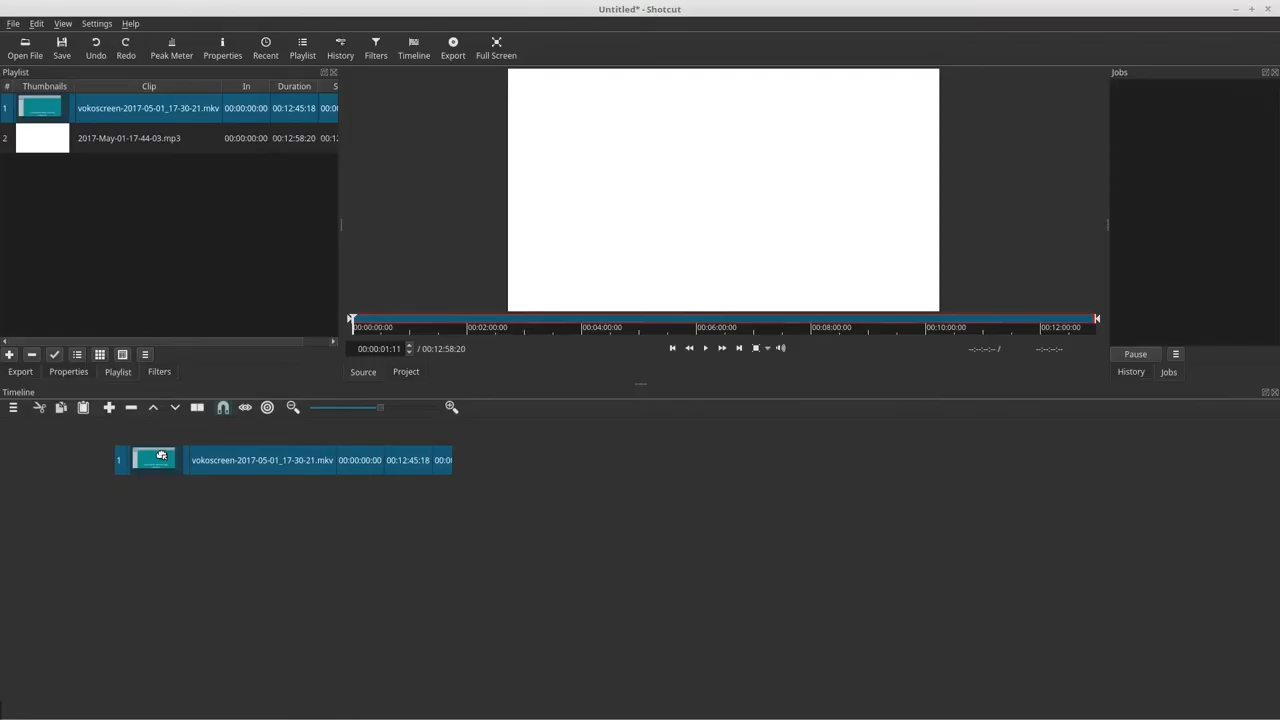 Untitled* - Shotcut
File Edit View Settings Help
Open File Save Undo Redo Peak Meter Properties Recent Playlist History Filters Timeline Export Full Screen
Playlist
# Thumbnails Clip In Duration S
1 vokoscreen-2017-05-01_17-30-21.mkv 00:00:00:00 00:12:45:18 00:0
2 2017-May-01-17-44-03.mp3 00:00:00:00 00:12:58:20 00:1
Jobs
00:00:00:00 00:02:00:00 00:04:00:00 00:06:00:00 00:08:00:00 00:10:00:00 00:12:00:00
00:00:01:11 / 00:12:58:20 --:--:--:-- / --:--:--:--
Pause
Export Properties Playlist Filters
Source Project
History Jobs
Timeline
1 vokoscreen-2017-05-01_17-30-21.mkv 00:00:00:00 00:12:45:18 00:0